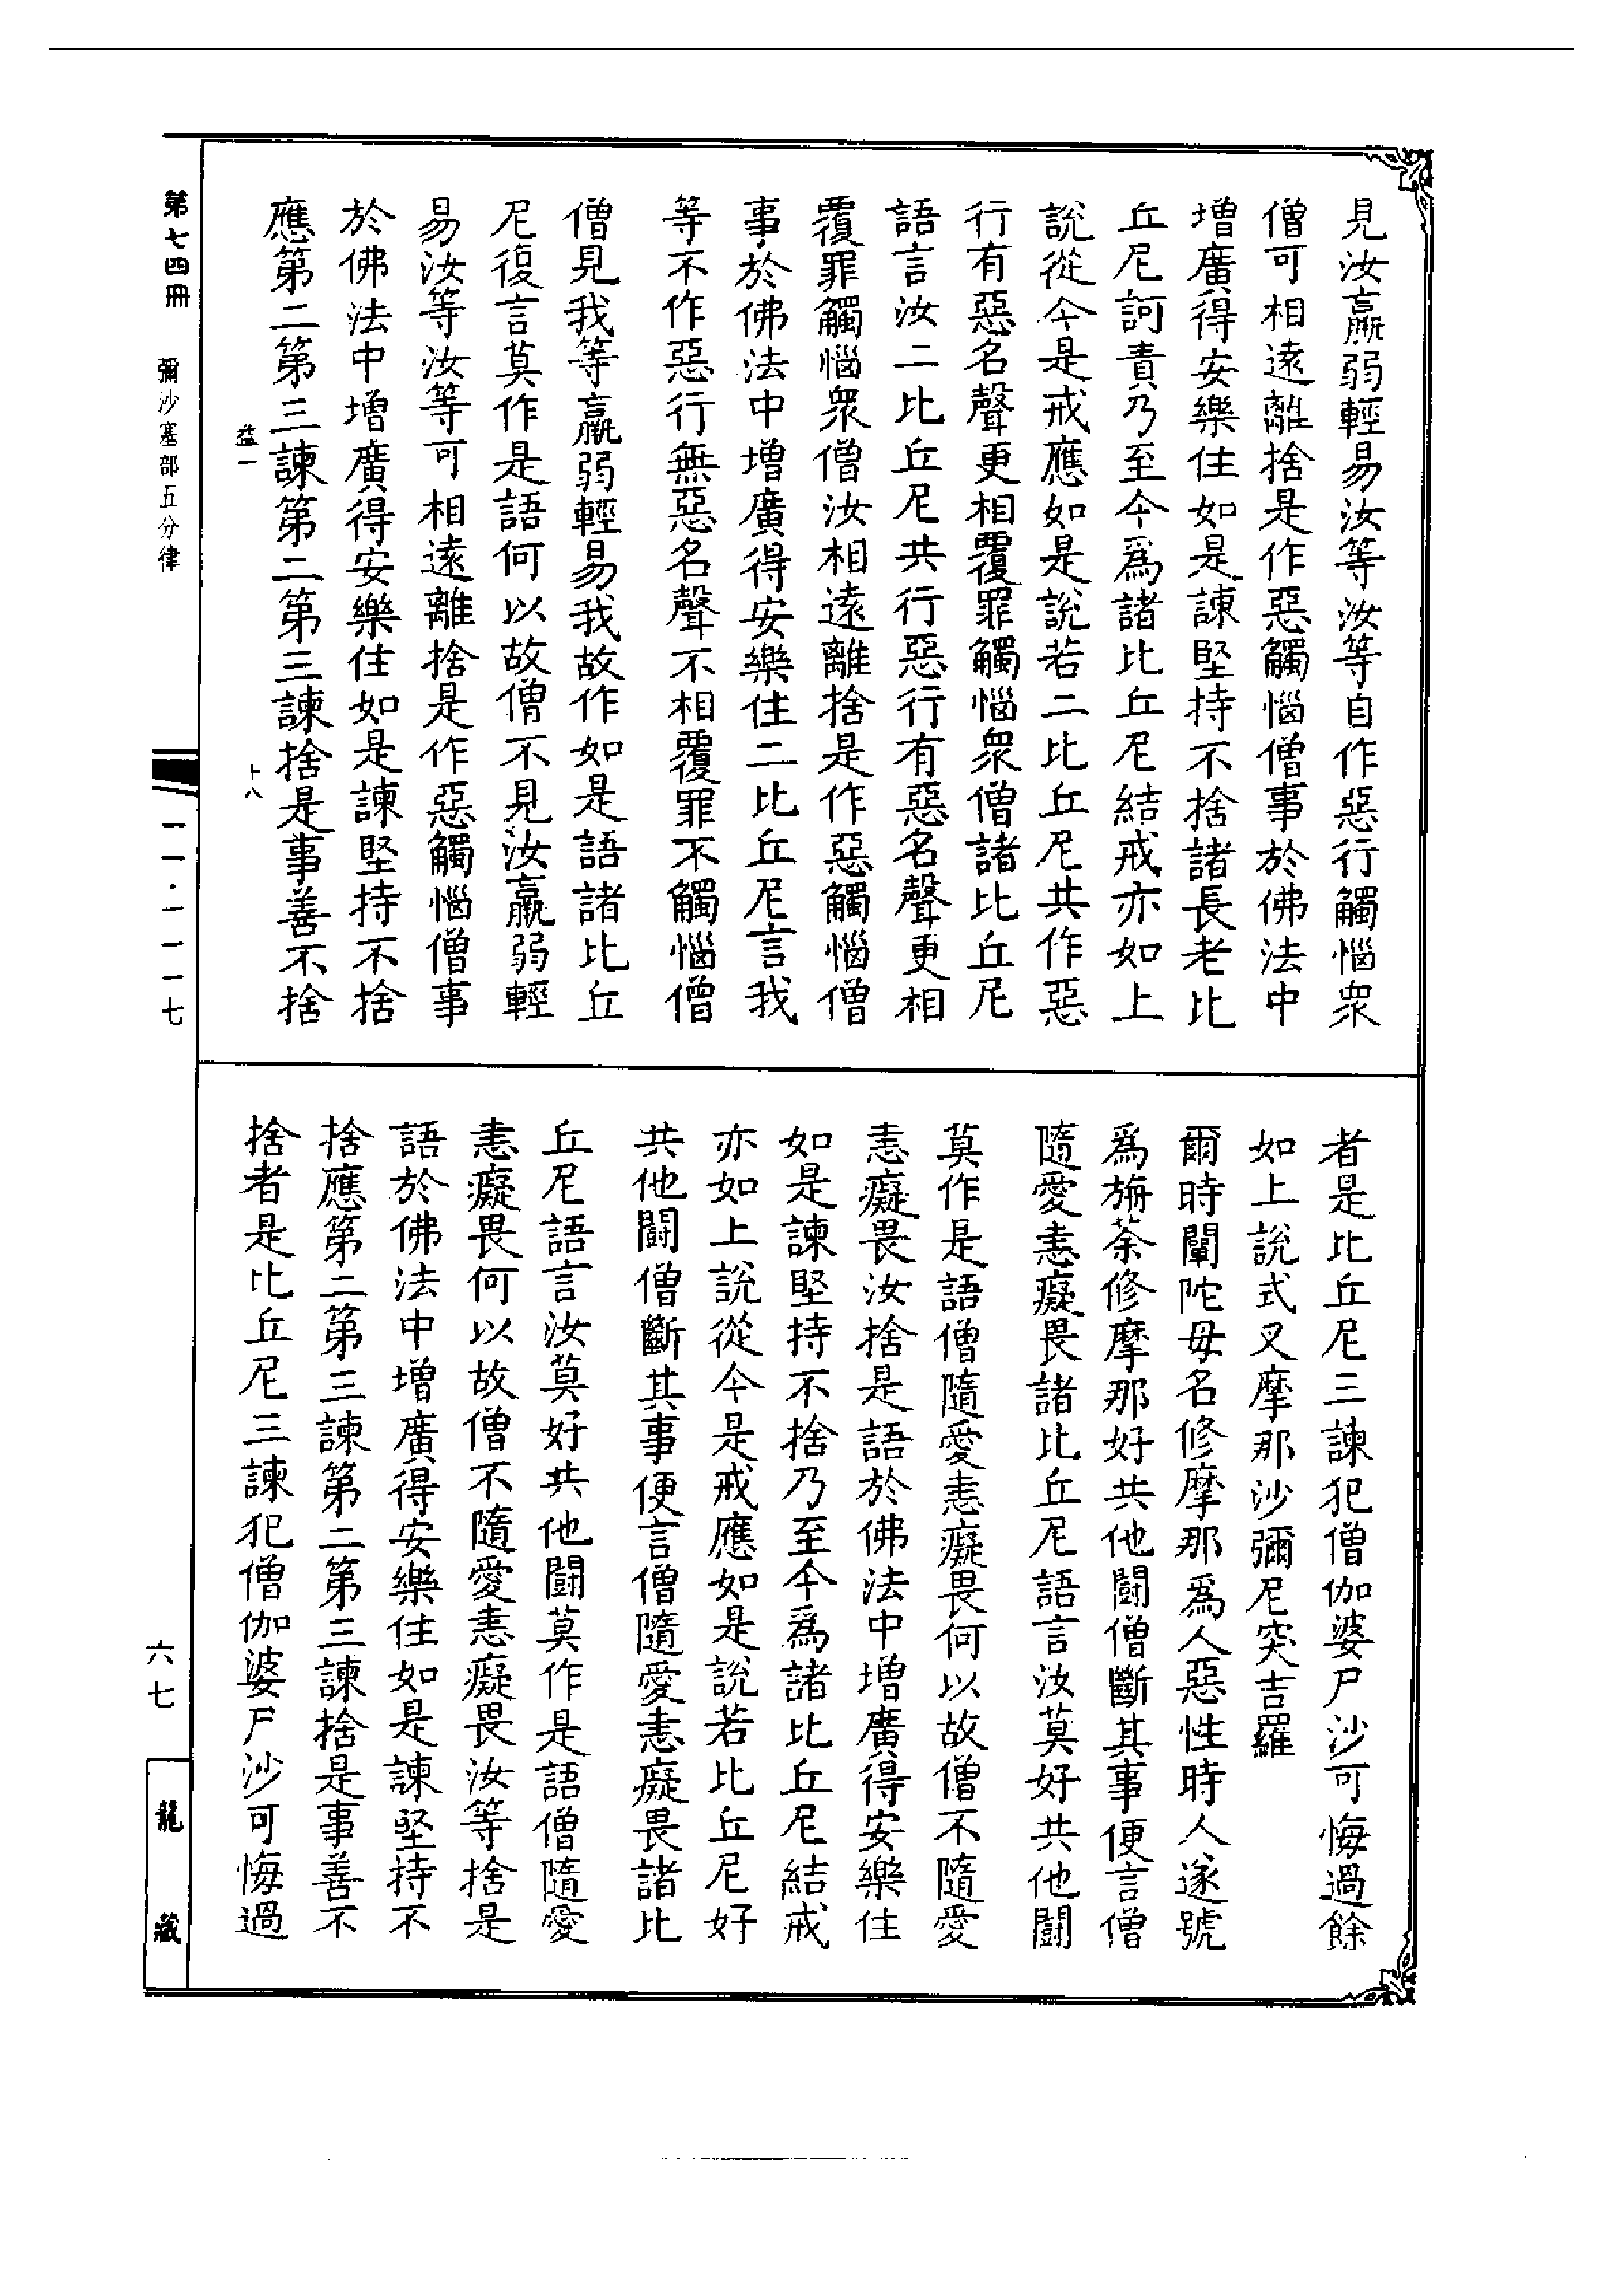 見汝羸弱輕易汝等汝等自作惡行觸惱衆
僧可相遠離捨是作惡觸惱僧事於佛法中
增廣得安樂住如是諫堅持不捨諸長老比
丘尼訶責乃至今爲諸比丘尼結戒亦如上
說從今是戒應如是說若二比丘尼共作惡
行有惡名聲更相覆罪觸惱衆僧諸比丘尼
語言汝二比丘尼共行惡行有惡名聲更相
覆罪觸惱衆僧汝相遠離捨是作惡觸惱僧
事於佛法中增廣得安樂住二比丘尼言我
等不作惡行無惡名聲不相覆罪不觸惱僧
僧見我等羸弱輕易我故作如是語諸比丘
尼復言莫作是語何以故僧不見汝羸弱輕
易汝等汝等可相遠離捨是作惡觸惱僧事
於佛法中增廣得安樂住如是諫堅持不捨
應第二第三諫第二第三諫捨是事善不捨
益一
十八
第七四冊
彌沙塞部五分律
一一·一一一七
者是比丘尼三諫犯僧伽婆尸沙可悔過餘
如上說式叉摩那沙彌尼突吉羅
爾時闡陀母名修摩那爲人惡性時人遂號
爲旃荼修摩那好共他鬪僧斷其事便言僧
隨愛恚癡畏諸比丘尼語言汝莫好共他鬪
莫作是語僧隨愛恚癡畏何以故僧不隨愛
恚癡畏汝捨是語於佛法中增廣得安樂住
如是諫堅持不捨乃至今爲諸比丘尼結戒
亦如上說從今是戒應如是說若比丘尼好
共他鬪僧斷其事便言僧隨愛恚癡畏諸比
丘尼語言汝莫好共他鬪莫作是語僧隨愛
恚癡畏何以故僧不隨愛恚癡畏汝等捨是
語於佛法中增廣得安樂住如是諫堅持不
捨應第二第三諫第二第三諫捨是事善不
捨者是比丘尼三諫犯僧伽婆尸沙可悔過
六七
龍藏